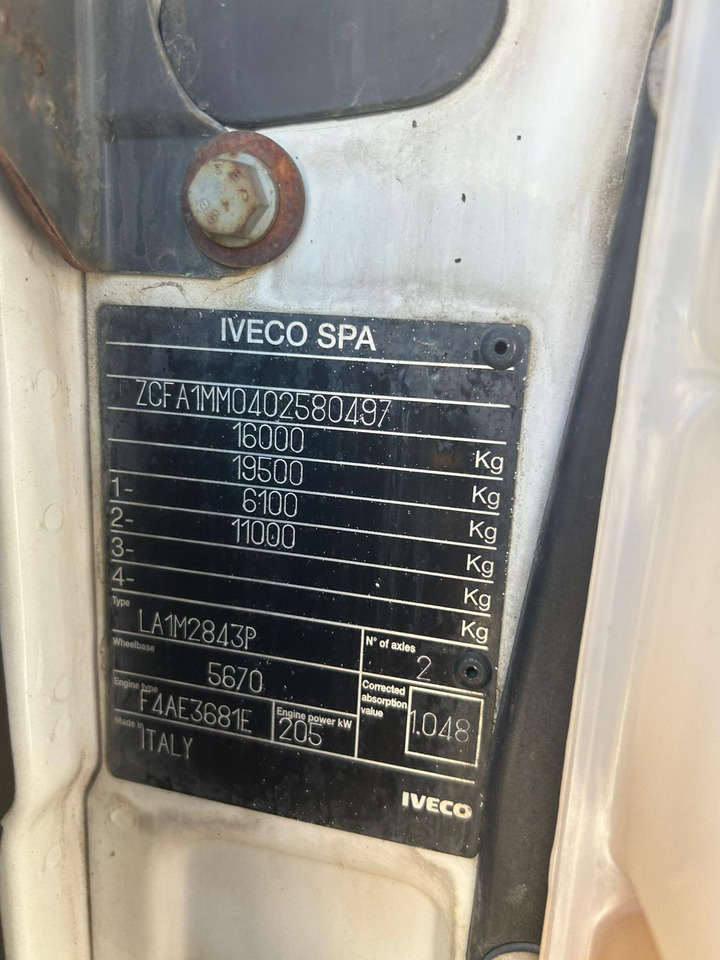 IVECO SPA
ZCFA1MM0402580497
16000 Kg
19500 Kg
1- 6100 Kg
2- 11000 Kg
3- Kg
4- Kg
Type
LA1M2843P
N° of axles
2
Wheelbase
5670
Corrected
absorption
value
1.048
Engine type
F4AE3681E
Engine power kW
205
Made in
ITALY
IVECO